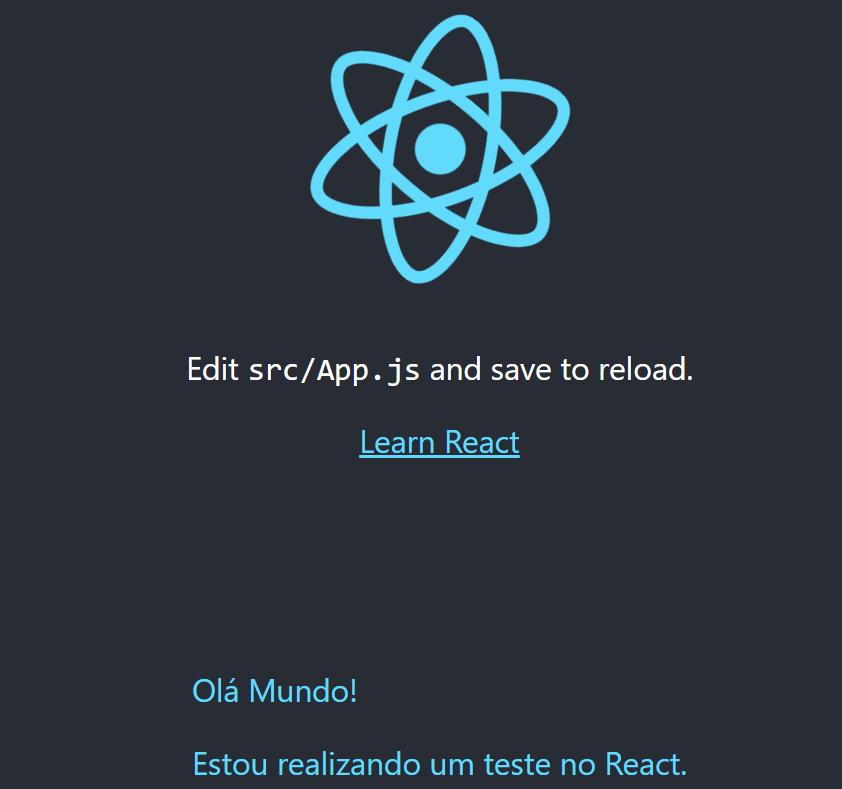 Edit src/App.js and save to reload.
Learn React
Olá Mundo!
Estou realizando um teste no React.